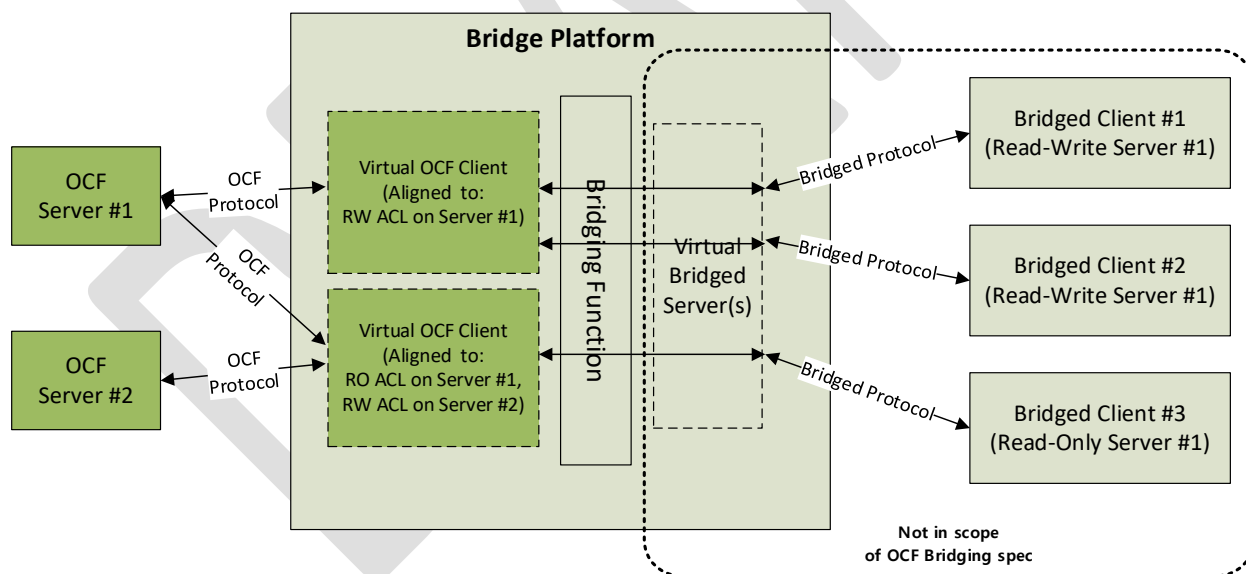 Bridge Platform
OCF
Server #1
OCF
Server #2
OCF
Protocol
OCF
Protocol
OCF
Protocol
Virtual OCF Client
(Aligned to:
RW ACL on Server #1)
Virtual OCF Client
(Aligned to:
RO ACL on Server #1,
RW ACL on Server #2)
Bridging Function
Virtual
Bridged
Server(s)
Bridged Protocol
Bridged Protocol
Bridged Protocol
Bridged Client #1
(Read-Write Server #1)
Bridged Client #2
(Read-Write Server #1)
Bridged Client #3
(Read-Only Server #1)
Not in scope
of OCF Bridging spec